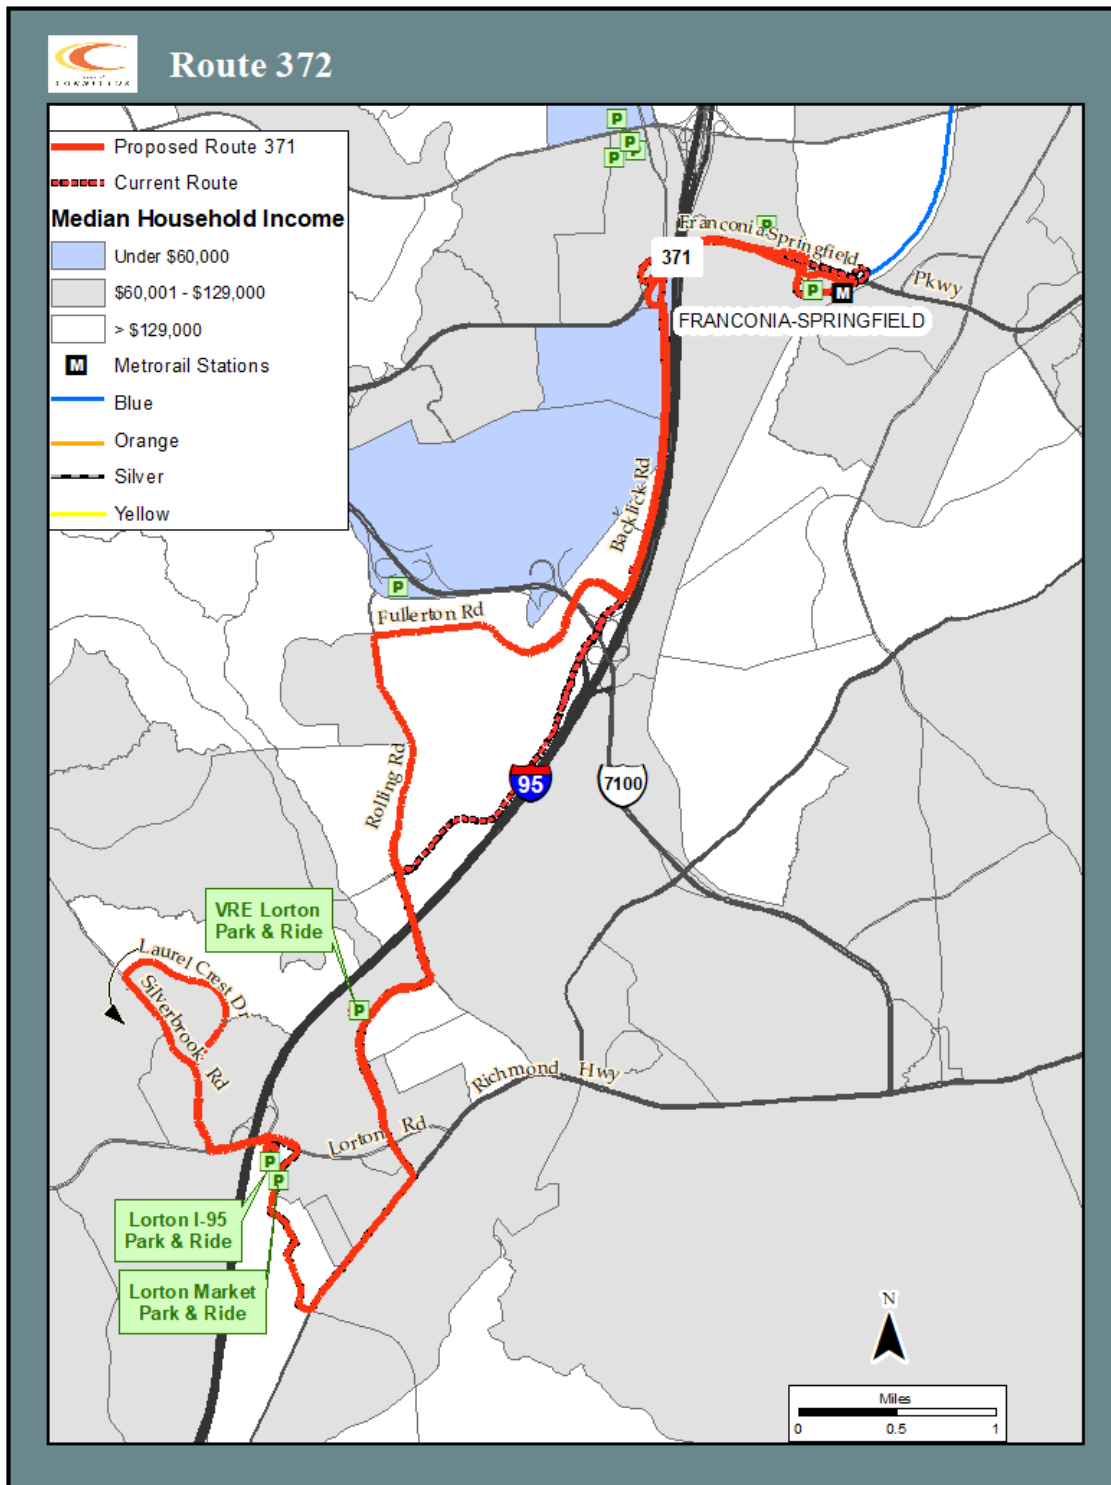 CONNECTOR
Route 372
Proposed Route 371
Current Route
Median Household Income
Under $60,000
$60,001 - $129,000
> $129,000
Metrorail Stations
Blue
Orange
Silver
Yellow
M
P
P
P
P
P
Franconia-Springfield
Pkwy
371
P
M
FRANCONIA-SPRINGFIELD
Backlick Rd
P
Fullerton Rd
Rolling Rd
95
7100
VRE Lorton
Park & Ride
Laurel Crest Dr
Silverbrook Rd
P
Richmond Hwy
Lorton Rd
P
P
Lorton I-95
Park & Ride
Lorton Market
Park & Ride
N
Miles
0 0.5 1